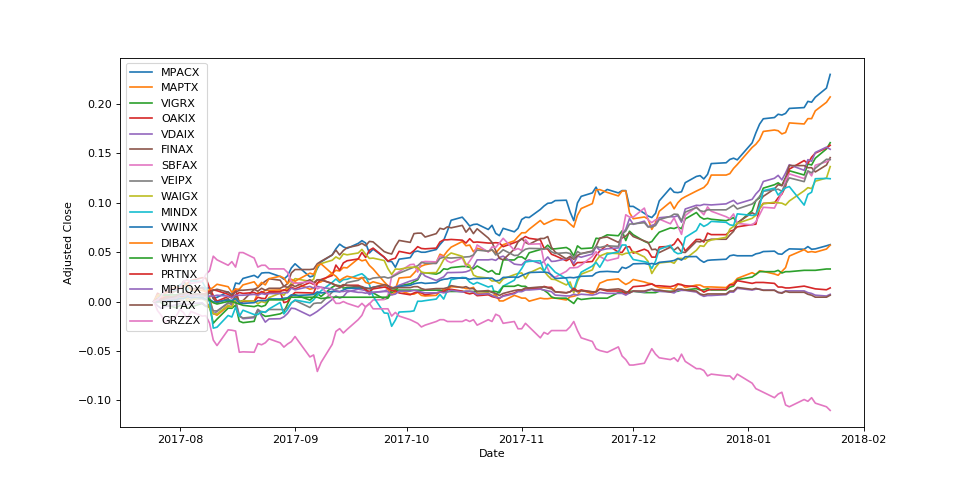 MPACX
MAPTX
VIGRX
OAKIX
VDAIX
FINAX
SBFAX
VEIPX
WAIGX
MINDX
VWINX
DIBAX
WHYIX
PRTNX
MPHQX
PTTAX
GRZZX
Adjusted Close
0.20
0.15
0.10
0.05
0.00
−0.05
−0.10
2017-08 2017-09 2017-10 2017-11 2017-12 2018-01 2018-02
Date